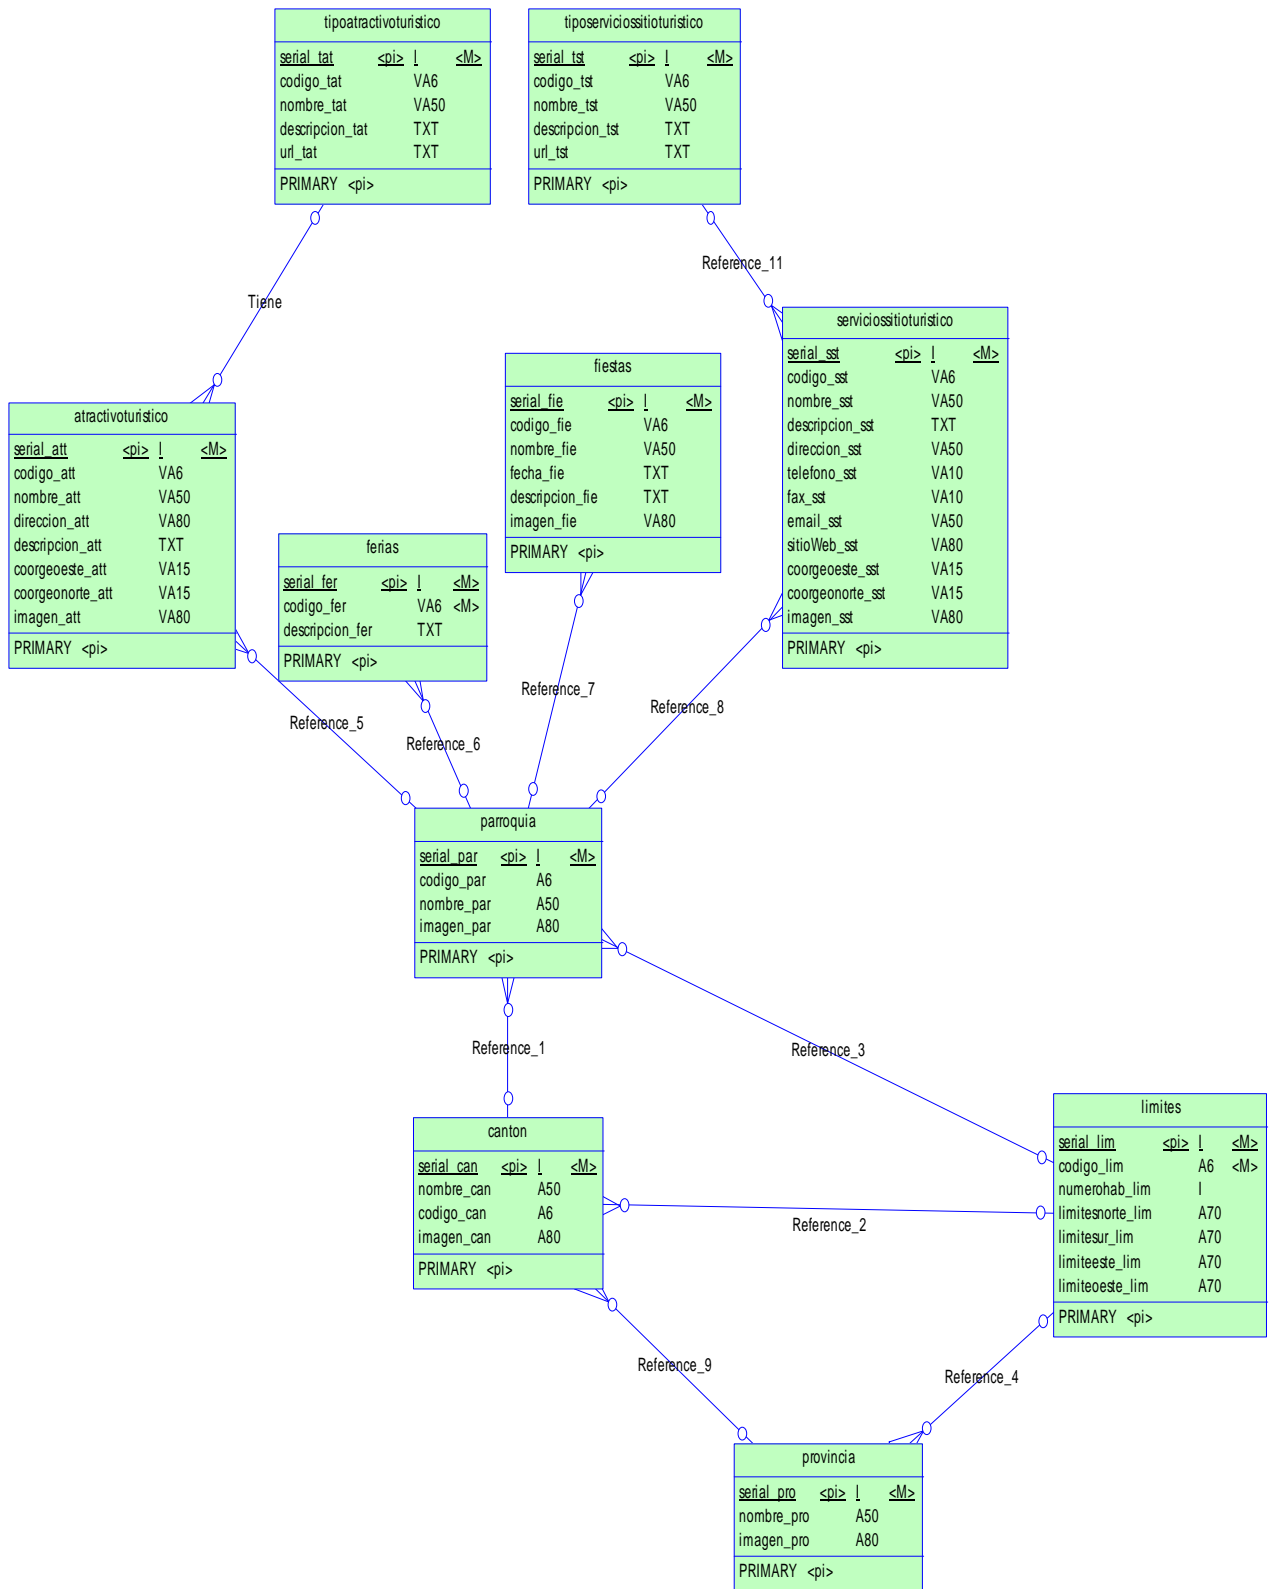 tipoatractivoturistico
serial_tat <pi> I <M>
codigo_tat VA6
nombre_tat VA50
descripcion_tat TXT
url_tat TXT
PRIMARY <pi>
tiposerviciossitioturistico
serial_tst <pi> I <M>
codigo_tst VA6
nombre_tst VA50
descripcion_tst TXT
url_tst TXT
PRIMARY <pi>
Reference_11
Tiene
serviciossitioturistico
serial_sst <pi> I <M>
codigo_sst VA6
nombre_sst VA50
descripcion_sst TXT
direccion_sst VA50
telefono_sst VA10
fax_sst VA10
email_sst VA50
sitioWeb_sst VA80
coorgeoeste_sst VA15
coorgeonorte_sst VA15
imagen_sst VA80
PRIMARY <pi>
fiestas
serial_fie <pi> I <M>
codigo_fie VA6
nombre_fie VA50
fecha_fie TXT
descripcion_fie TXT
imagen_fie VA80
PRIMARY <pi>
atractivoturistico
serial_att <pi> I <M>
codigo_att VA6
nombre_att VA50
direccion_att VA80
descripcion_att TXT
coorgeoeste_att VA15
coorgeonorte_att VA15
imagen_att VA80
PRIMARY <pi>
ferias
serial_fer <pi> I <M>
codigo_fer VA6 <M>
descripcion_fer TXT
PRIMARY <pi>
Reference_5
Reference_6
Reference_7
Reference_8
parroquia
serial_par <pi> I <M>
codigo_par A6
nombre_par A50
imagen_par A80
PRIMARY <pi>
Reference_1
Reference_3
canton
serial_can <pi> I <M>
nombre_can A50
codigo_can A6
imagen_can A80
PRIMARY <pi>
Reference_2
limites
serial_lim <pi> I <M>
codigo_lim A6 <M>
numerohab_lim I
limitesnorte_lim A70
limitesur_lim A70
limiteeste_lim A70
limiteoeste_lim A70
PRIMARY <pi>
Reference_9
Reference_4
provincia
serial_pro <pi> I <M>
nombre_pro A50
imagen_pro A80
PRIMARY <pi>